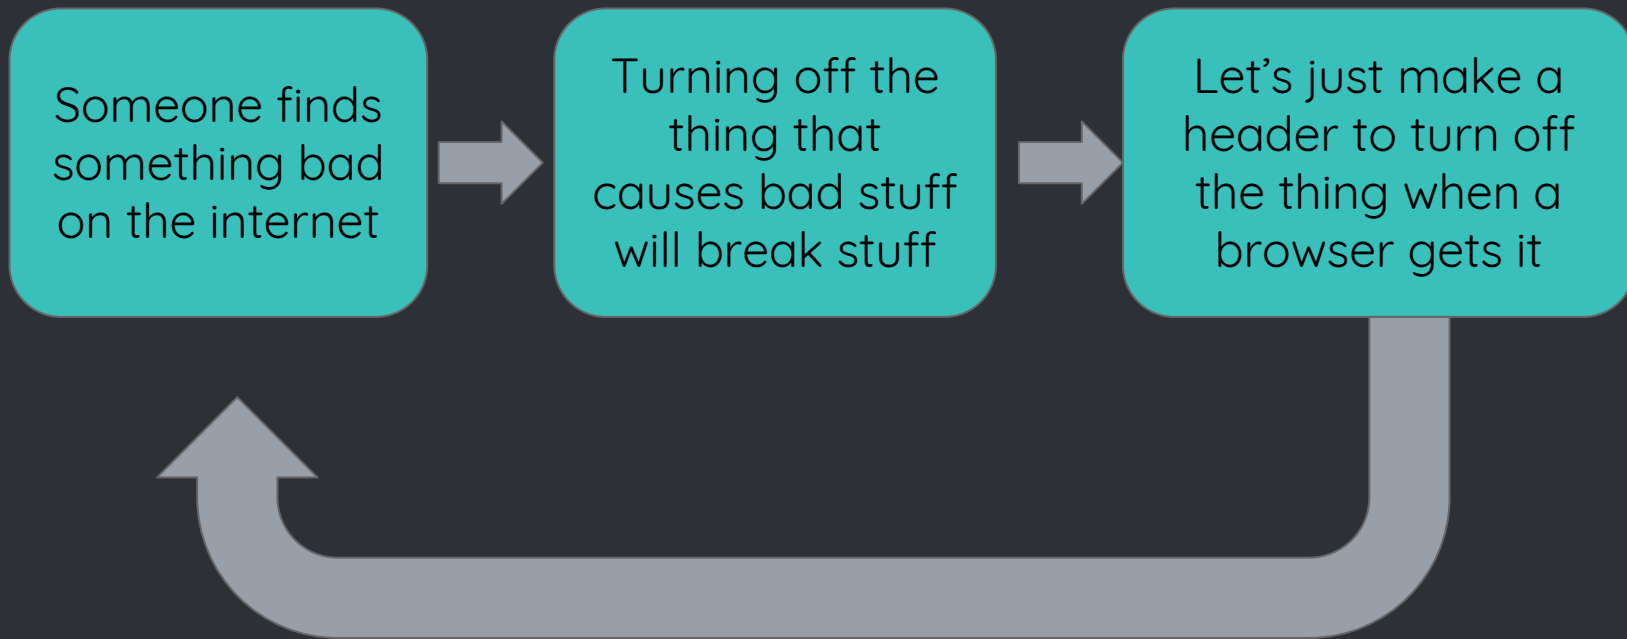 Someone finds
something bad
on the internet
Turning off the
thing that
causes bad stuff
will break stuff
Let’s just make a
header to turn off
the thing when a
browser gets it